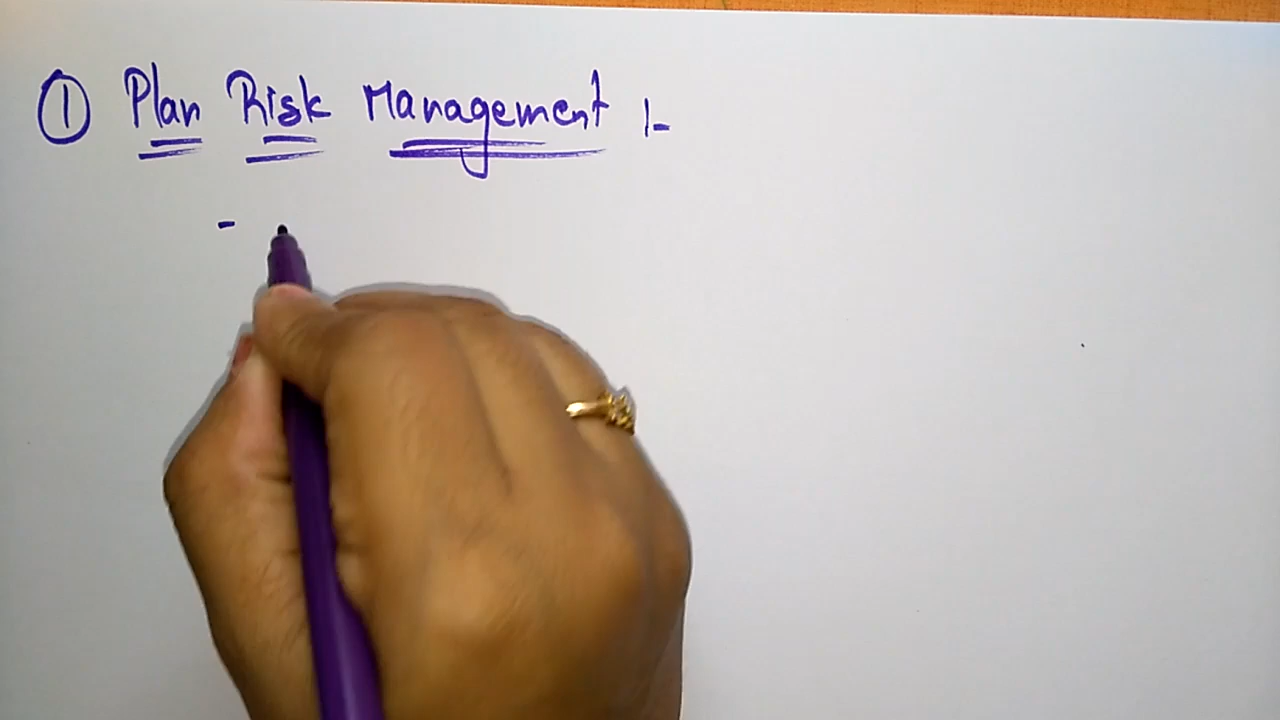 ① Plan Risk Management :-
-